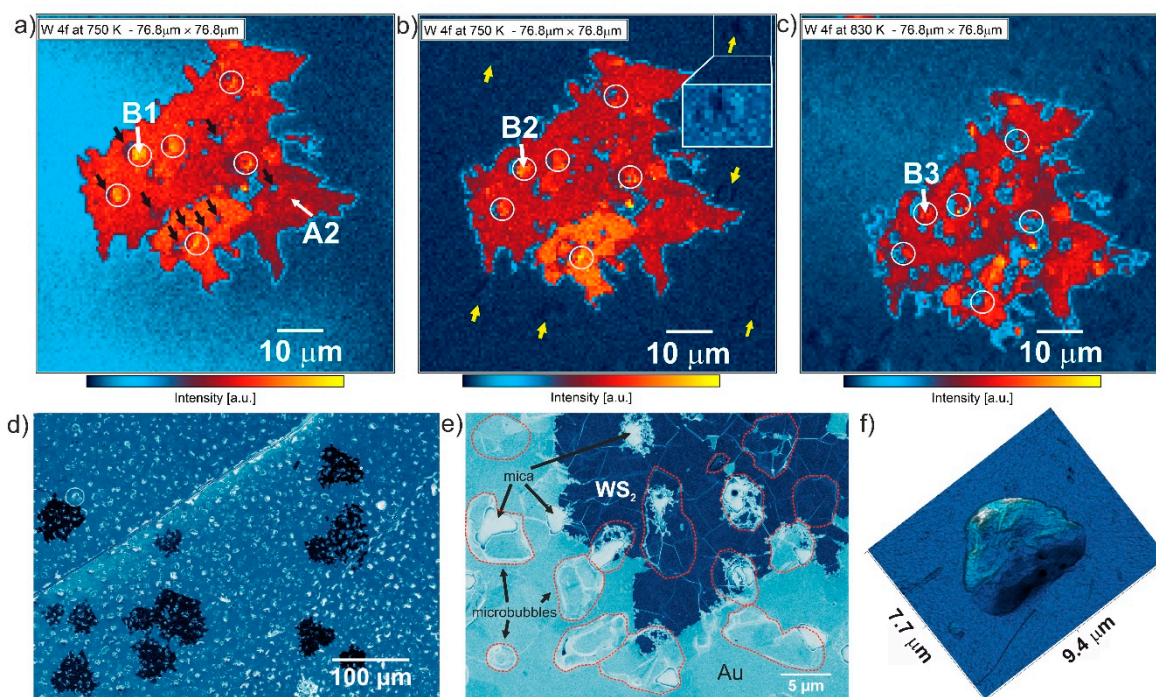 a)
W 4f at 750 K - 76.8μm × 76.8μm
B1
A2
10 μm
Intensity [a.u.]
b)
W 4f at 750 K - 76.8μm × 76.8μm
B2
10 μm
Intensity [a.u.]
c)
W 4f at 830 K - 76.8μm × 76.8μm
B3
10 μm
Intensity [a.u.]
d)
100 μm
e)
mica
WS₂
microbubbles
Au
5 μm
f)
7.7 μm
9.4 μm